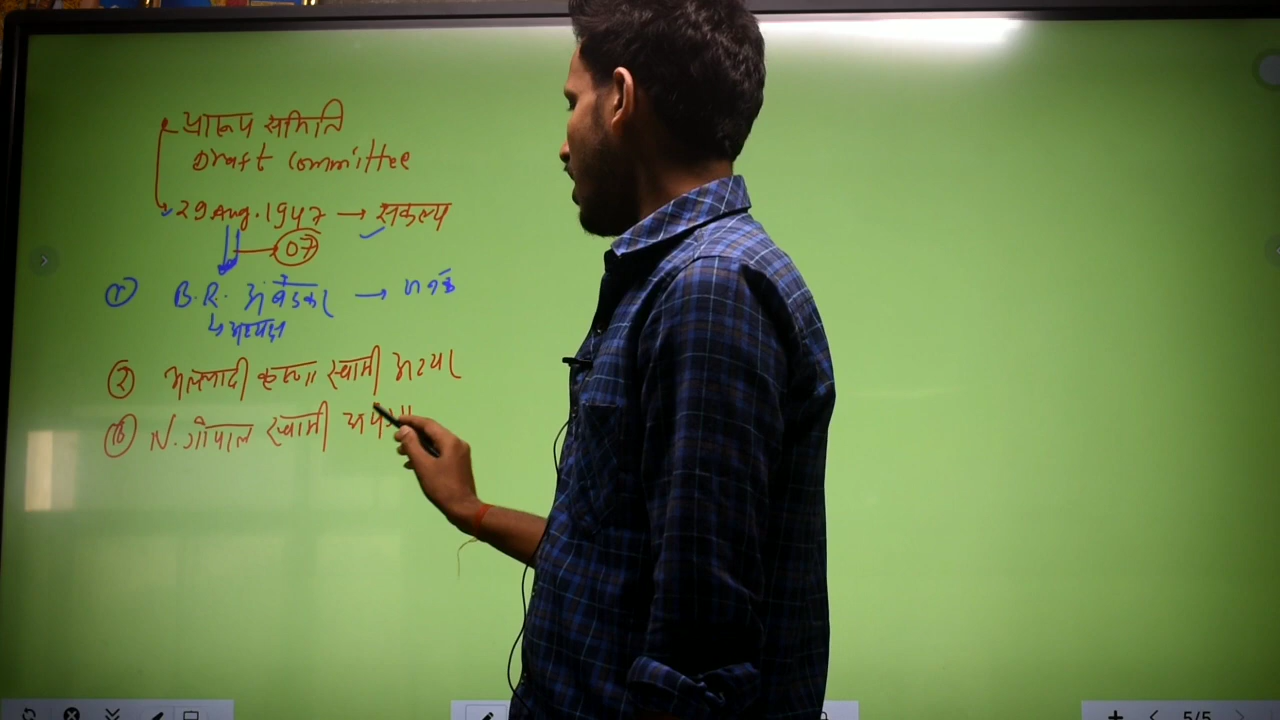 प्रारूप समिति
Draft Committee
29 Aug. 1947 → संकल्प
07
① B.R. अंबेडकर →
↳ अध्यक्ष
② अल्लादी कृष्णा स्वामी अय्यर
③ N. गोपाल स्वामी
5/5